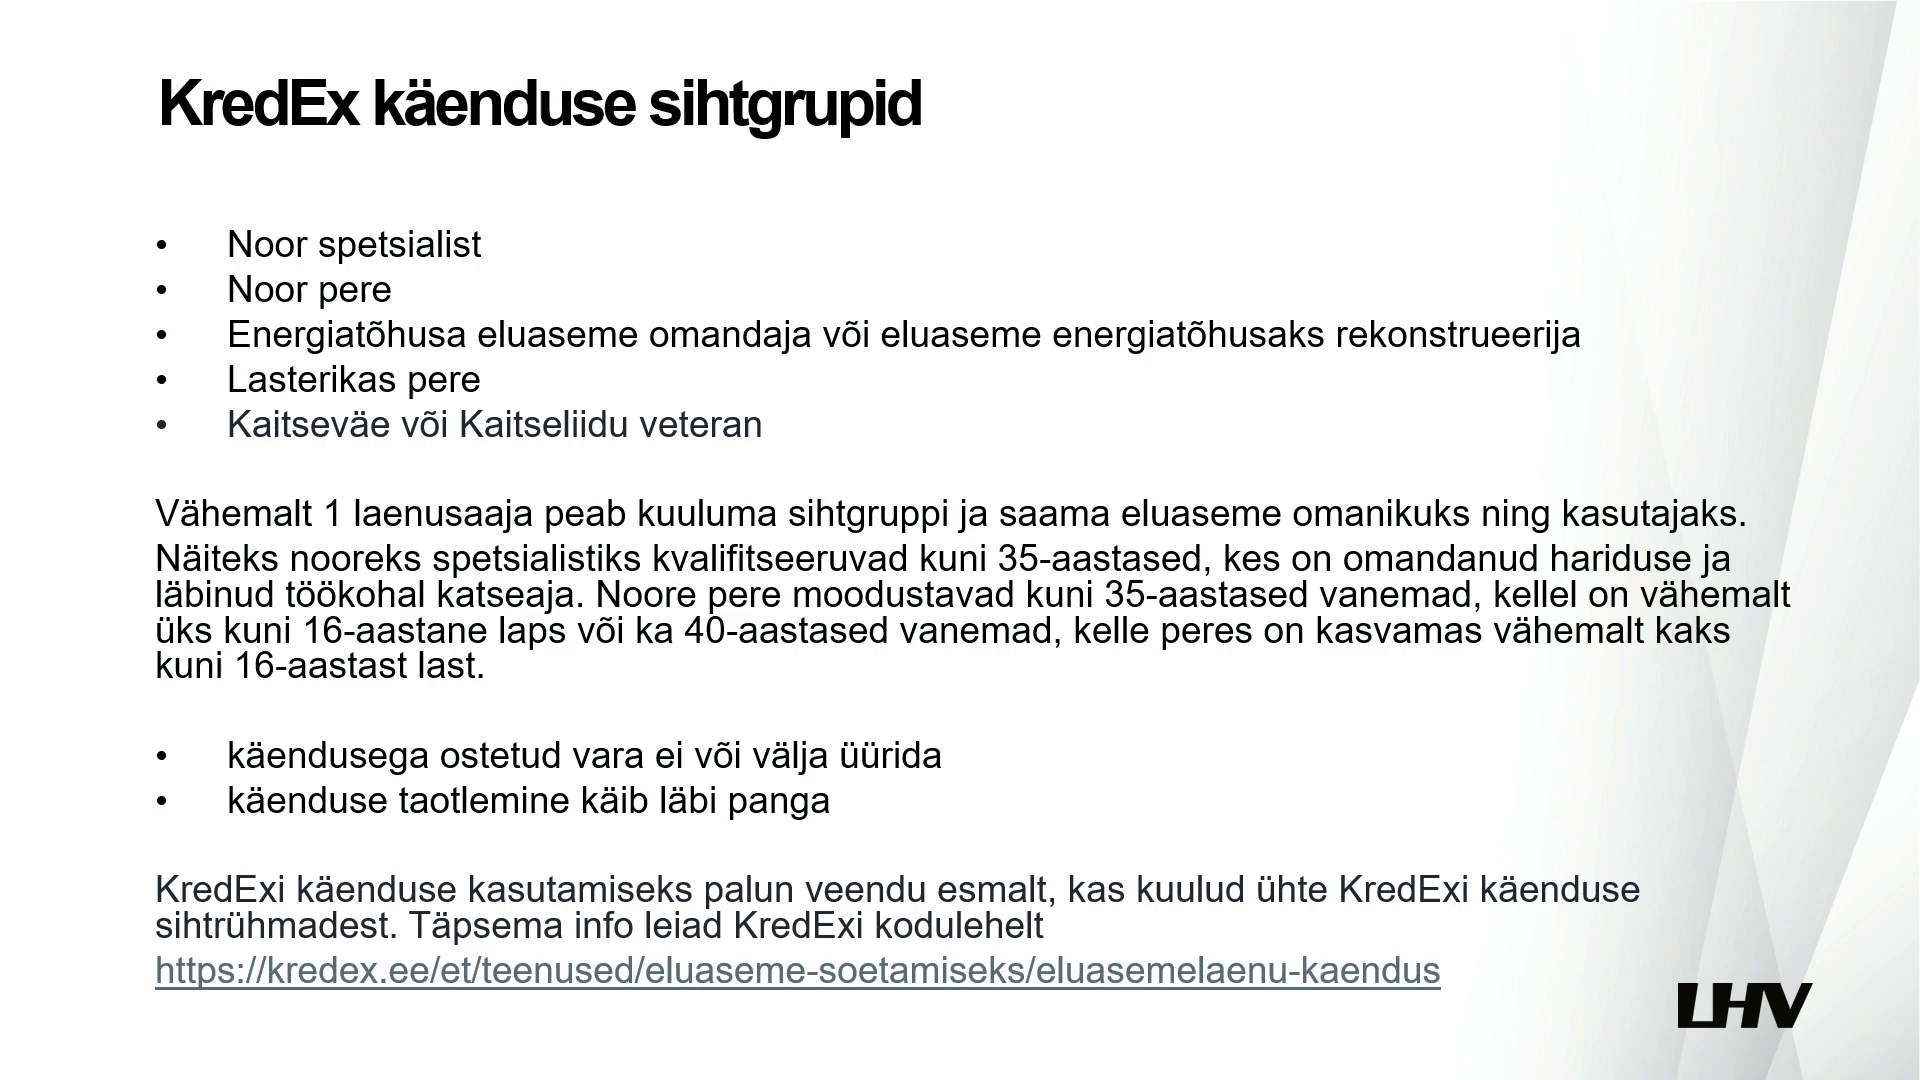 KredEx käenduse sihtgrupid
• Noor spetsialist
• Noor pere
• Energiatõhusa eluaseme omandaja või eluaseme energiatõhusaks rekonstrueerija
• Lasterikas pere
• Kaitseväe või Kaitseliidu veteran
Vähemalt 1 laenusaaja peab kuuluma sihtgruppi ja saama eluaseme omanikuks ning kasutajaks.
Näiteks nooreks spetsialistiks kvalifitseeruvad kuni 35-aastased, kes on omandanud hariduse ja
läbinud töökohal katseaja. Noore pere moodustavad kuni 35-aastased vanemad, kellel on vähemalt
üks kuni 16-aastane laps või ka 40-aastased vanemad, kelle peres on kasvamas vähemalt kaks
kuni 16-aastast last.
• käendusega ostetud vara ei või välja üürida
• käenduse taotlemine käib läbi panga
KredExi käenduse kasutamiseks palun veendu esmalt, kas kuulud ühte KredExi käenduse
sihtrühmadest. Täpsema info leiad KredExi kodulehelt
https://kredex.ee/et/teenused/eluaseme-soetamiseks/eluasemelaenu-kaendus
LHV